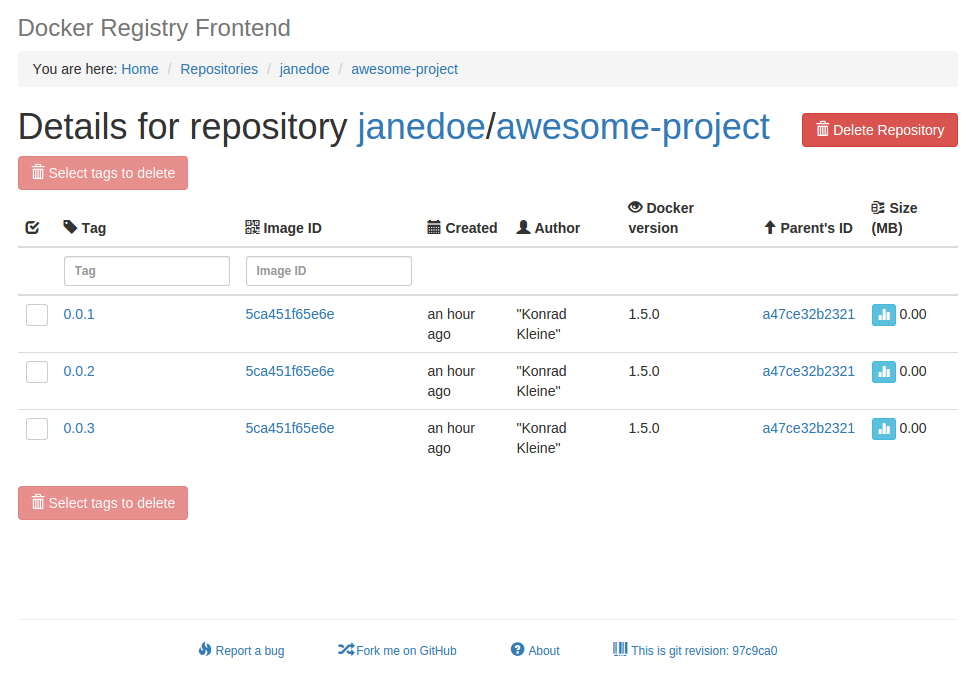 Docker Registry Frontend
You are here: Home / Repositories / janedoe / awesome-project
Details for repository janedoe/awesome-project
Delete Repository
Select tags to delete
Tag Image ID Created Author Docker version Parent's ID Size (MB)
Tag Image ID
0.0.1 5ca451f65e6e an hour ago "Konrad Kleine" 1.5.0 a47ce32b2321 0.00
0.0.2 5ca451f65e6e an hour ago "Konrad Kleine" 1.5.0 a47ce32b2321 0.00
0.0.3 5ca451f65e6e an hour ago "Konrad Kleine" 1.5.0 a47ce32b2321 0.00
Select tags to delete
Report a bug Fork me on GitHub About This is git revision: 97c9ca0